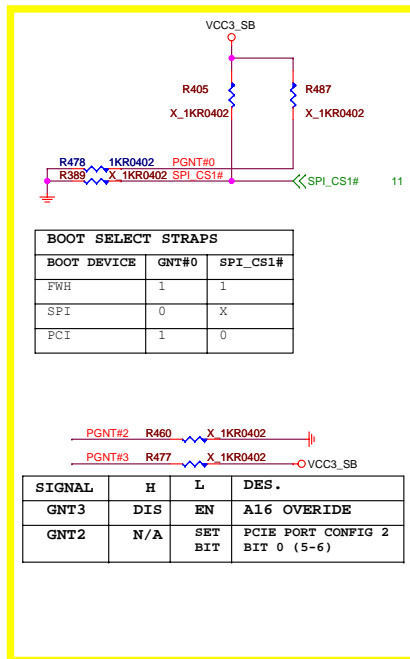 VCC3_SB
R405
R487
X_1KR0402
X_1KR0402
R478 1KR0402 PGNT#0
R389 X_1KR0402 SPI_CS1#
SPI_CS1# 11
BOOT SELECT STRAPS
BOOT DEVICE GNT#0 SPI_CS1#
FWH 1 1
SPI 0 X
PCI 1 0
PGNT#2 R460 X_1KR0402
PGNT#3 R477 X_1KR0402 VCC3_SB
SIGNAL H L DES.
GNT3 DIS EN A16 OVERIDE
GNT2 N/A SET BIT PCIE PORT CONFIG 2
BIT 0 (5-6)